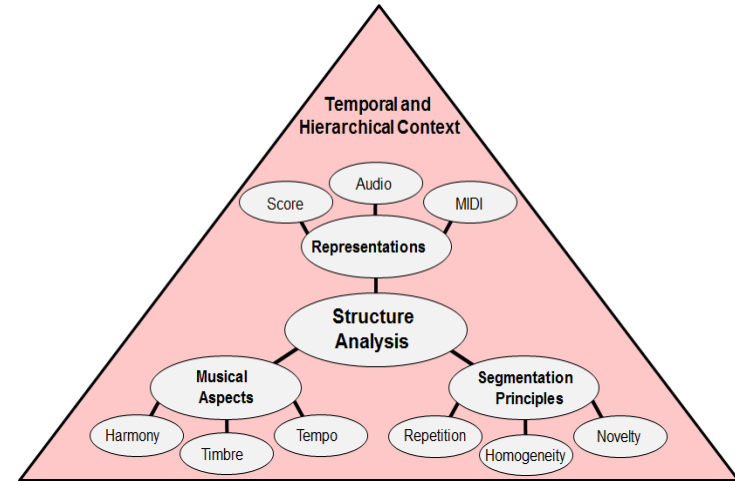 Temporal and
Hierarchical Context
Audio
Score
MIDI
Representations
Structure
Analysis
Musical
Aspects
Segmentation
Principles
Harmony
Timbre
Tempo
Repetition
Homogeneity
Novelty